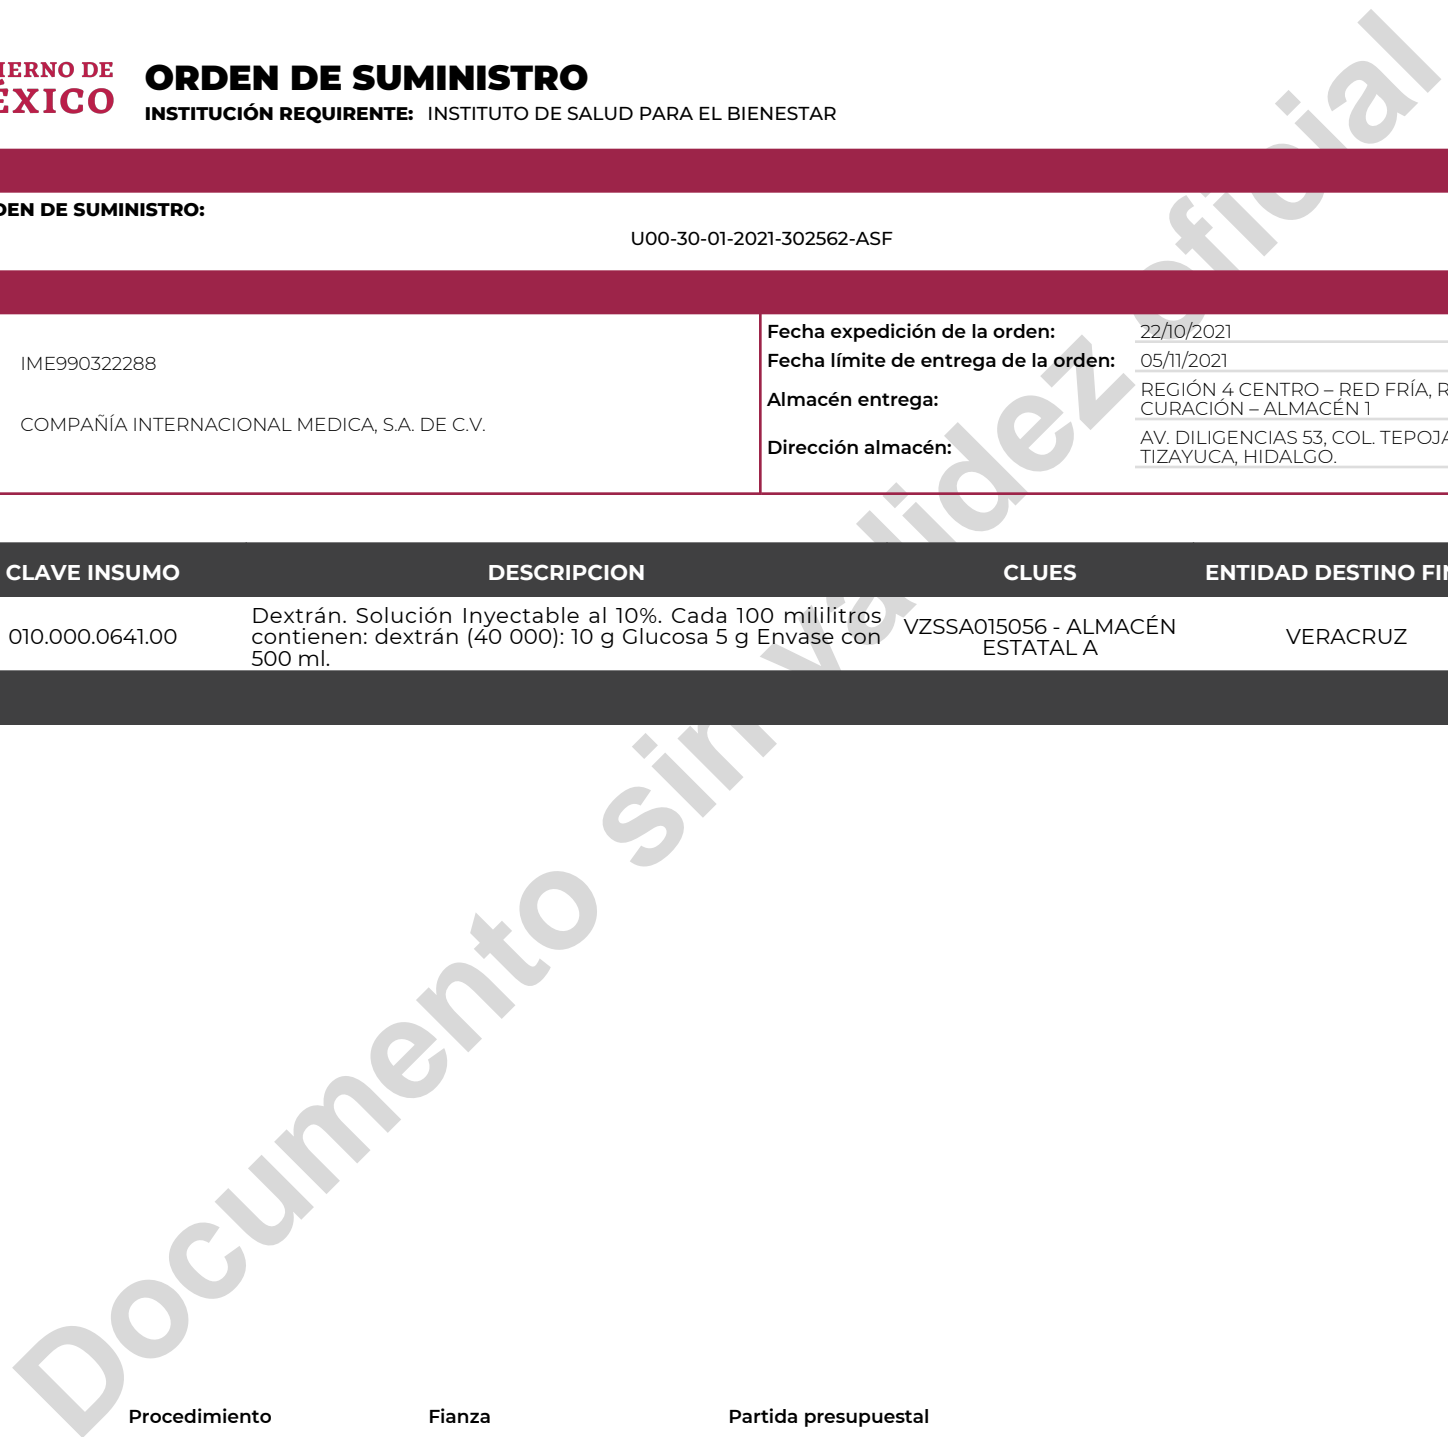 IERNO DE
ÉXICO
ORDEN DE SUMINISTRO
INSTITUCIÓN REQUIRENTE: INSTITUTO DE SALUD PARA EL BIENESTAR
DEN DE SUMINISTRO:
U00-30-01-2021-302562-ASF
IME990322288
COMPAÑÍA INTERNACIONAL MEDICA, S.A. DE C.V.
Fecha expedición de la orden: 22/10/2021
Fecha límite de entrega de la orden: 05/11/2021
Almacén entrega: REGIÓN 4 CENTRO – RED FRÍA, R
CURACIÓN – ALMACÉN 1
Dirección almacén: AV. DILIGENCIAS 53, COL. TEPOJA
TIZAYUCA, HIDALGO.
CLAVE INSUMO DESCRIPCION CLUES ENTIDAD DESTINO FIN
010.000.0641.00
Dextrán. Solución Inyectable al 10%. Cada 100 mililitros
contienen: dextrán (40 000): 10 g Glucosa 5 g Envase con
500 ml.
VZSSA015056 - ALMACÉN
ESTATAL A
VERACRUZ
Documento sin validez oficial
Procedimiento Fianza Partida presupuestal